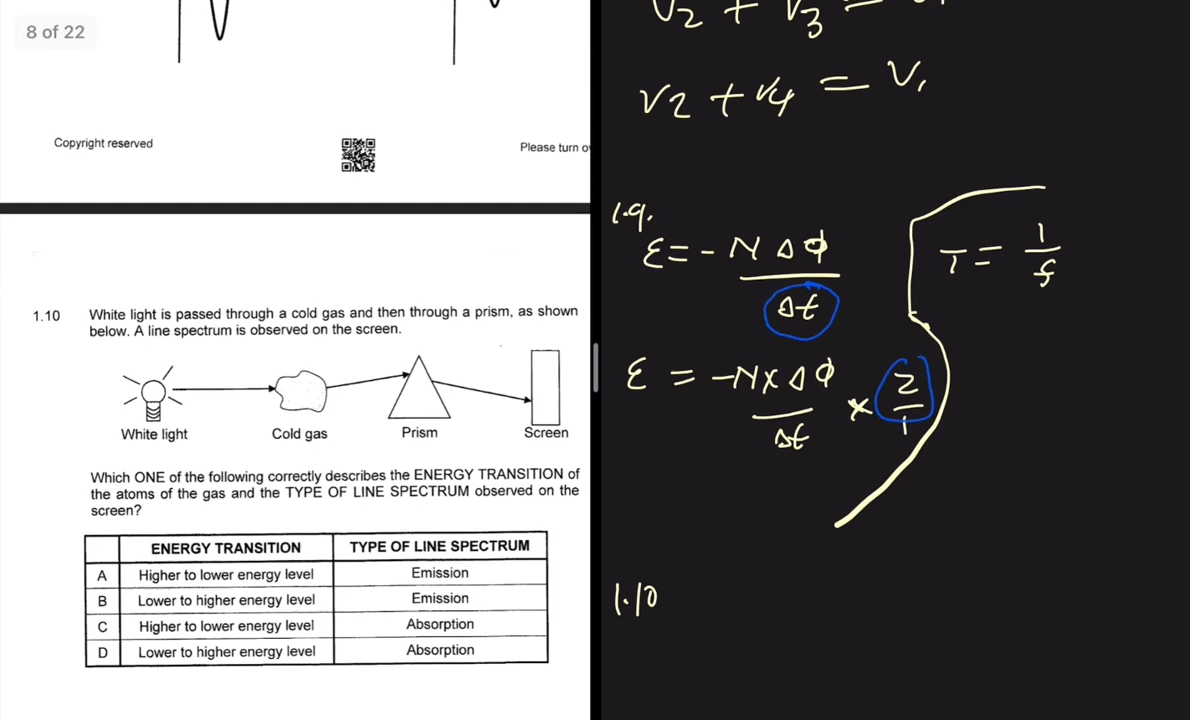 8 of 22
Copyright reserved
Please turn o
1.10 White light is passed through a cold gas and then through a prism, as shown
below. A line spectrum is observed on the screen.
White light Cold gas Prism Screen
Which ONE of the following correctly describes the ENERGY TRANSITION of
the atoms of the gas and the TYPE OF LINE SPECTRUM observed on the
screen?
ENERGY TRANSITION TYPE OF LINE SPECTRUM
A Higher to lower energy level Emission
B Lower to higher energy level Emission
C Higher to lower energy level Absorption
D Lower to higher energy level Absorption
V2 + V3 =
V2 + V4 = V1
1.9.
ε = - N Δ Φ
Δt
T = 1
f
ε = -N x Δ Φ
Δt
× 2
1
1.10